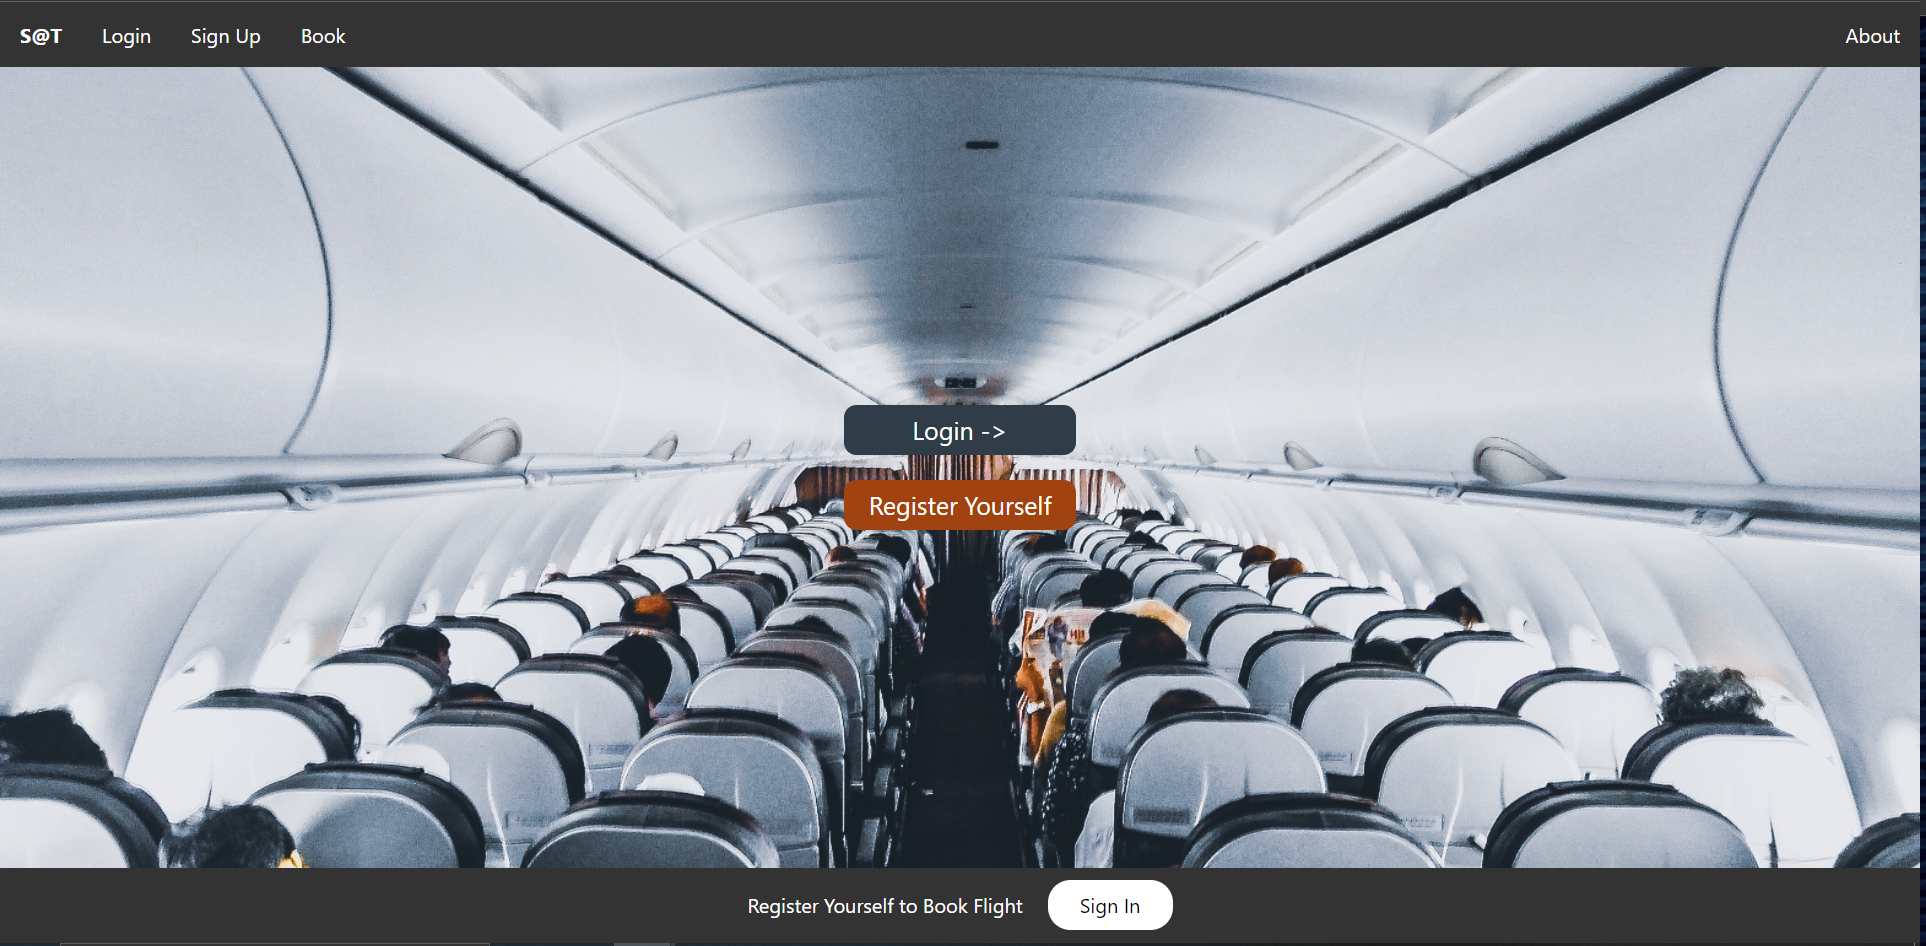 S@T Login Sign Up Book About
Login ->
Register Yourself
Register Yourself to Book Flight Sign In